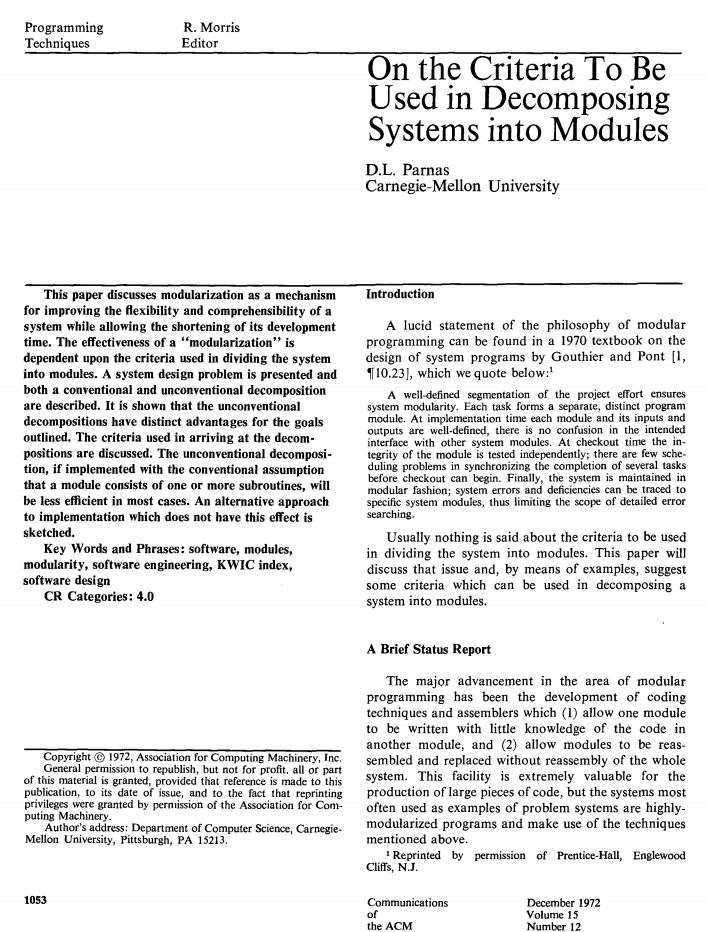 Programming
Techniques
R. Morris
Editor
On the Criteria To Be
Used in Decomposing
Systems into Modules
D.L. Parnas
Carnegie-Mellon University
This paper discusses modularization as a mechanism
for improving the flexibility and comprehensibility of a
system while allowing the shortening of its development
time. The effectiveness of a “modularization” is
dependent upon the criteria used in dividing the system
into modules. A system design problem is presented and
both a conventional and unconventional decomposition
are described. It is shown that the unconventional
decompositions have distinct advantages for the goals
outlined. The criteria used in arriving at the decom-
positions are discussed. The unconventional decomposi-
tion, if implemented with the conventional assumption
that a module consists of one or more subroutines, will
be less efficient in most cases. An alternative approach
to implementation which does not have this effect is
sketched.
Key Words and Phrases: software, modules,
modularity, software engineering, KWIC index,
software design
CR Categories: 4.0
Copyright © 1972, Association for Computing Machinery, Inc.
General permission to republish, but not for profit, all or part
of this material is granted, provided that reference is made to this
publication, to its date of issue, and to the fact that reprinting
privileges were granted by permission of the Association for Com-
puting Machinery.
Author's address: Department of Computer Science, Carnegie-
Mellon University, Pittsburgh, PA 15213.
Introduction
A lucid statement of the philosophy of modular
programming can be found in a 1970 textbook on the
design of system programs by Gouthier and Pont [1,
¶10.23], which we quote below:¹
A well-defined segmentation of the project effort ensures
system modularity. Each task forms a separate, distinct program
module. At implementation time each module and its inputs and
outputs are well-defined, there is no confusion in the intended
interface with other system modules. At checkout time the in-
tegrity of the module is tested independently; there are few sche-
duling problems in synchronizing the completion of several tasks
before checkout can begin. Finally, the system is maintained in
modular fashion; system errors and deficiencies can be traced to
specific system modules, thus limiting the scope of detailed error
searching.
Usually nothing is said about the criteria to be used
in dividing the system into modules. This paper will
discuss that issue and, by means of examples, suggest
some criteria which can be used in decomposing a
system into modules.
A Brief Status Report
The major advancement in the area of modular
programming has been the development of coding
techniques and assemblers which (1) allow one module
to be written with little knowledge of the code in
another module, and (2) allow modules to be reas-
sembled and replaced without reassembly of the whole
system. This facility is extremely valuable for the
production of large pieces of code, but the systems most
often used as examples of problem systems are highly-
modularized programs and make use of the techniques
mentioned above.
¹ Reprinted by permission of Prentice-Hall, Englewood
Cliffs, N.J.
1053
Communications
of
the ACM
December 1972
Volume 15
Number 12